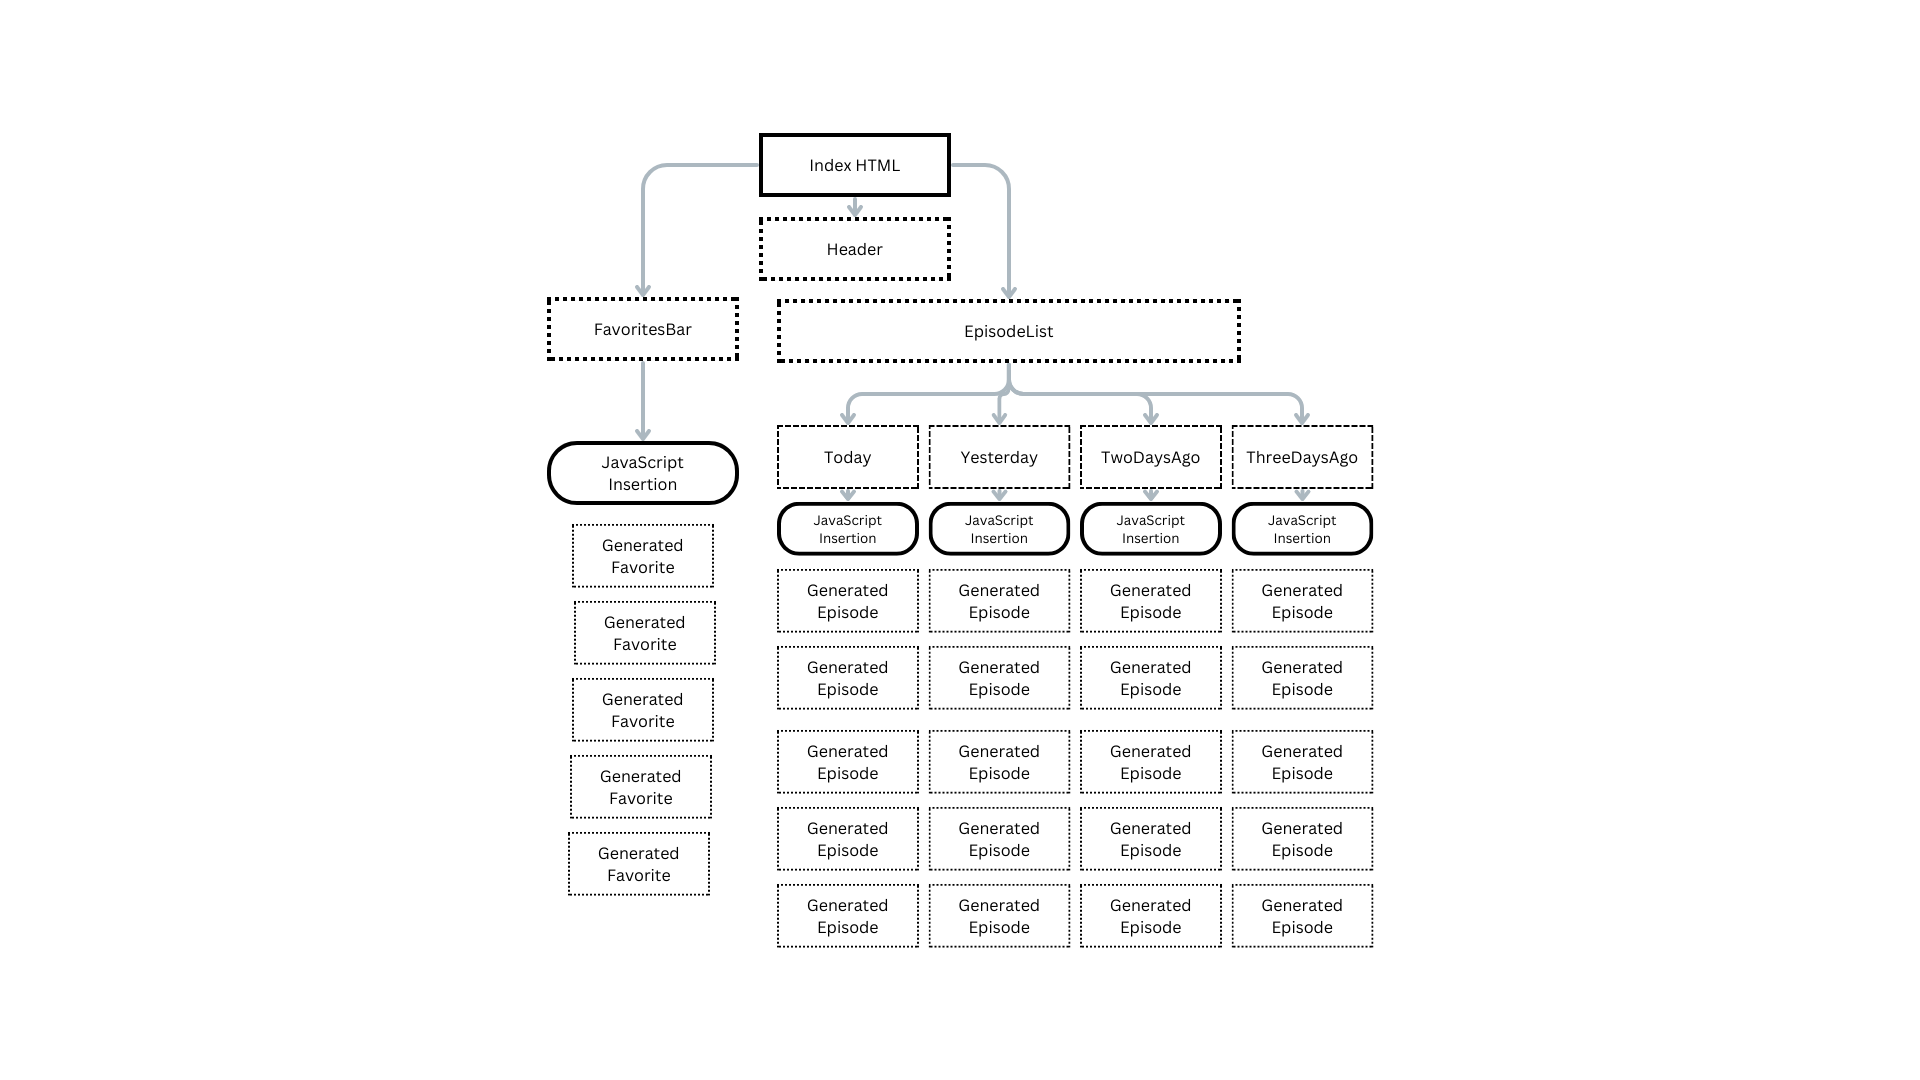 Index HTML
Header
FavoritesBar
EpisodeList
JavaScript
Insertion
Generated
Favorite
Generated
Favorite
Generated
Favorite
Generated
Favorite
Generated
Favorite
Today
Yesterday
TwoDaysAgo
ThreeDaysAgo
JavaScript
Insertion
JavaScript
Insertion
JavaScript
Insertion
JavaScript
Insertion
Generated
Episode
Generated
Episode
Generated
Episode
Generated
Episode
Generated
Episode
Generated
Episode
Generated
Episode
Generated
Episode
Generated
Episode
Generated
Episode
Generated
Episode
Generated
Episode
Generated
Episode
Generated
Episode
Generated
Episode
Generated
Episode
Generated
Episode
Generated
Episode
Generated
Episode
Generated
Episode